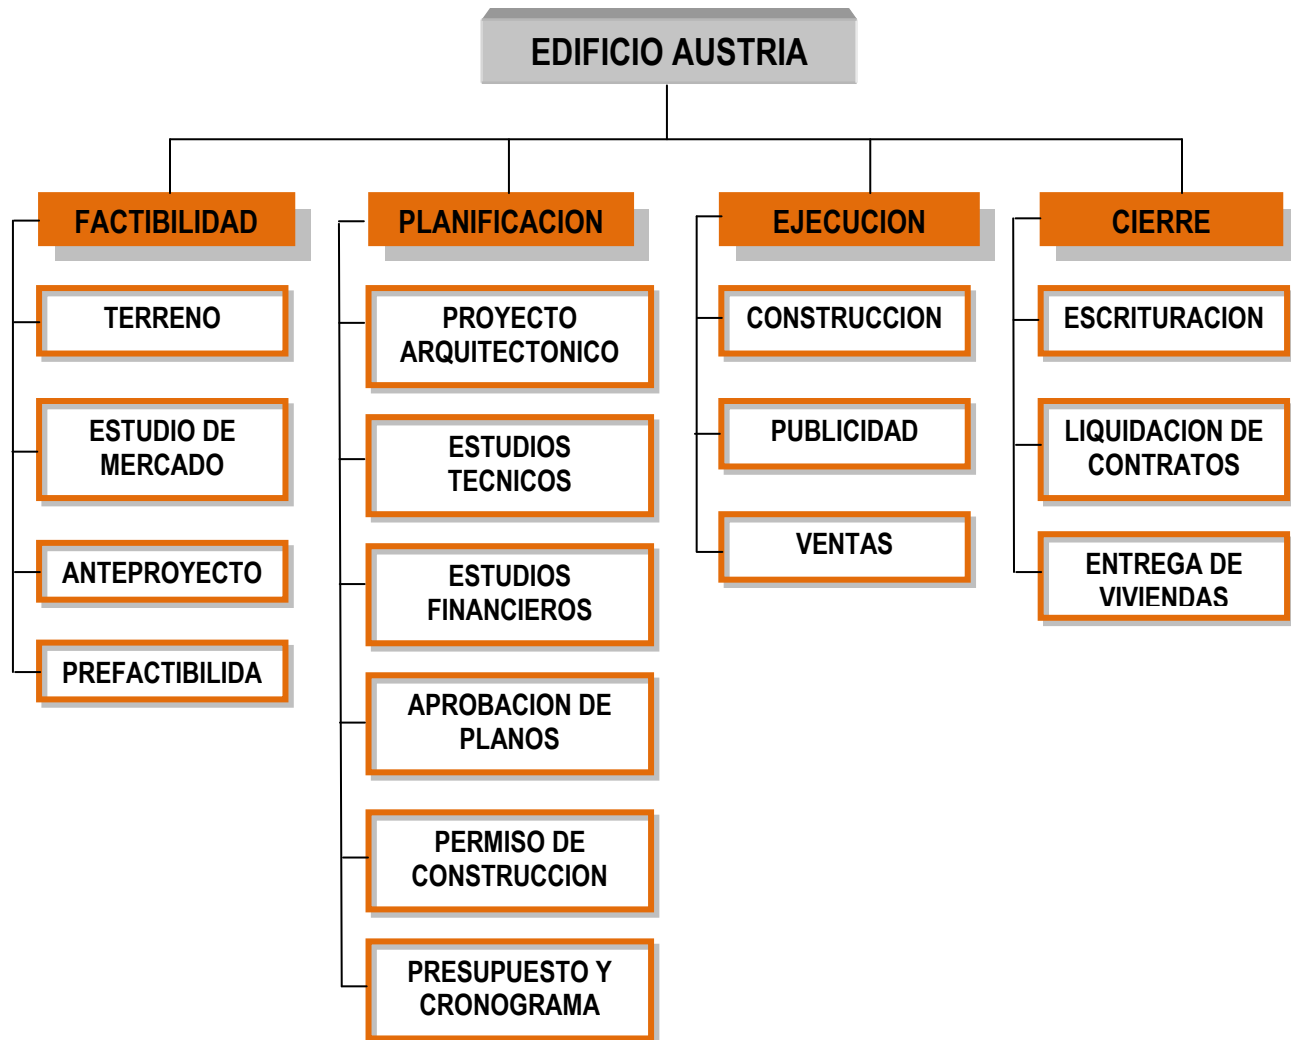 EDIFICIO AUSTRIA
FACTIBILIDAD
TERRENO
ESTUDIO DE
MERCADO
ANTEPROYECTO
PREFACTIBILIDA
PLANIFICACION
PROYECTO
ARQUITECTONICO
ESTUDIOS
TECNICOS
ESTUDIOS
FINANCIEROS
APROBACION DE
PLANOS
PERMISO DE
CONSTRUCCION
PRESUPUESTO Y
CRONOGRAMA
EJECUCION
CONSTRUCCION
PUBLICIDAD
VENTAS
CIERRE
ESCRITURACION
LIQUIDACION DE
CONTRATOS
ENTREGA DE
VIVIENDAS